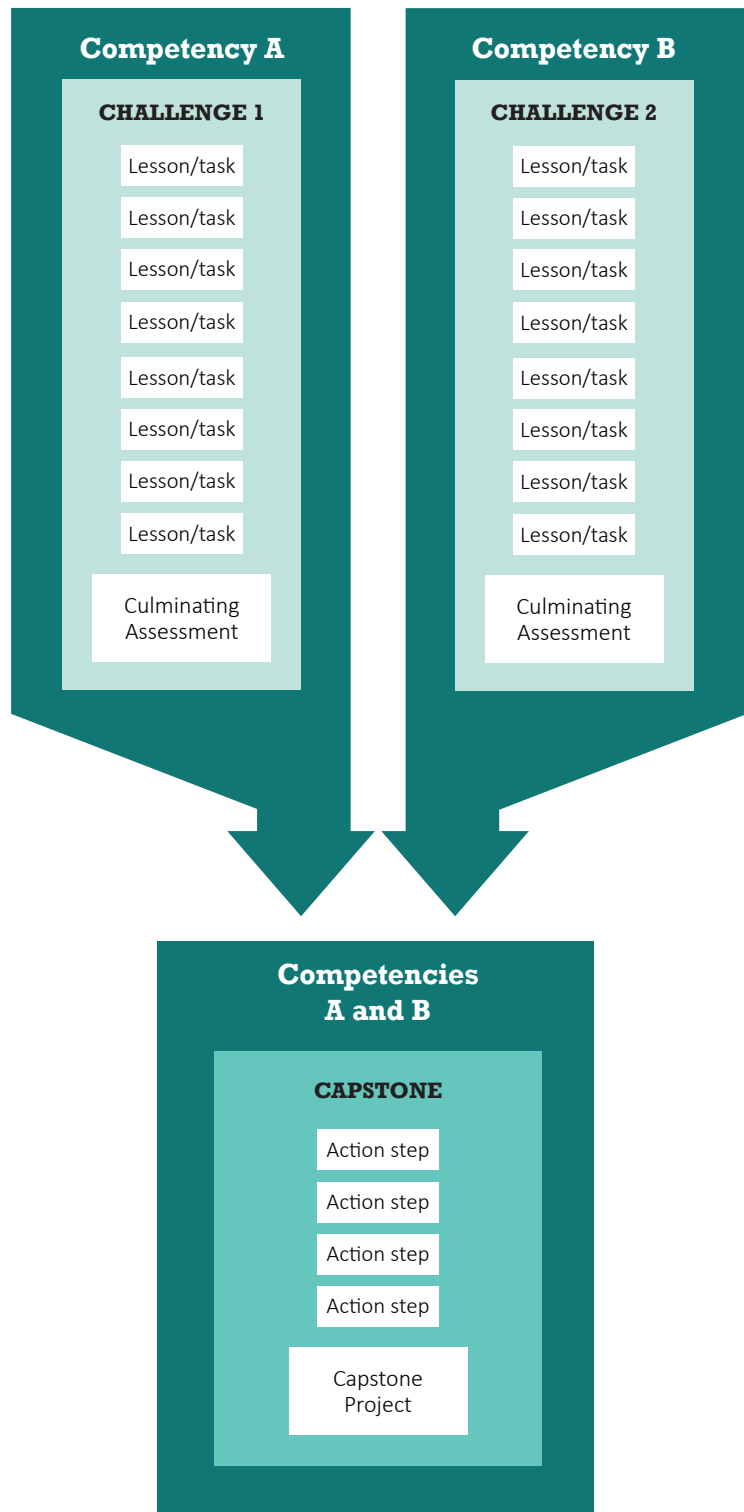 Competency A
CHALLENGE 1
Lesson/task
Lesson/task
Lesson/task
Lesson/task
Lesson/task
Lesson/task
Lesson/task
Lesson/task
Culminating
Assessment
Competency B
CHALLENGE 2
Lesson/task
Lesson/task
Lesson/task
Lesson/task
Lesson/task
Lesson/task
Lesson/task
Lesson/task
Culminating
Assessment
Competencies
A and B
CAPSTONE
Action step
Action step
Action step
Action step
Capstone
Project